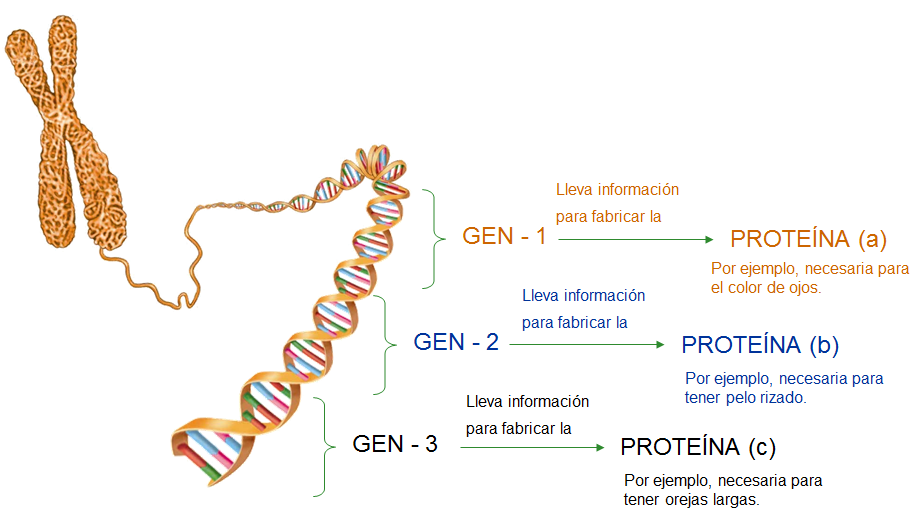 Lleva información
para fabricar la
GEN - 1
PROTEÍNA (a)
Por ejemplo, necesaria para
el color de ojos.
Lleva información
para fabricar la
GEN - 2
PROTEÍNA (b)
Por ejemplo, necesaria para
tener pelo rizado.
Lleva información
para fabricar la
GEN - 3
PROTEÍNA (c)
Por ejemplo, necesaria para
tener orejas largas.